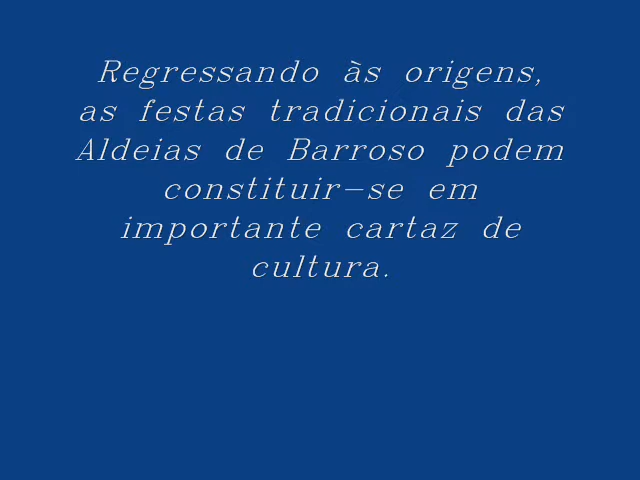 Regressando às origens,
as festas tradicionais das
Aldeias de Barroso podem
constituir-se em
importante cartaz de
cultura.